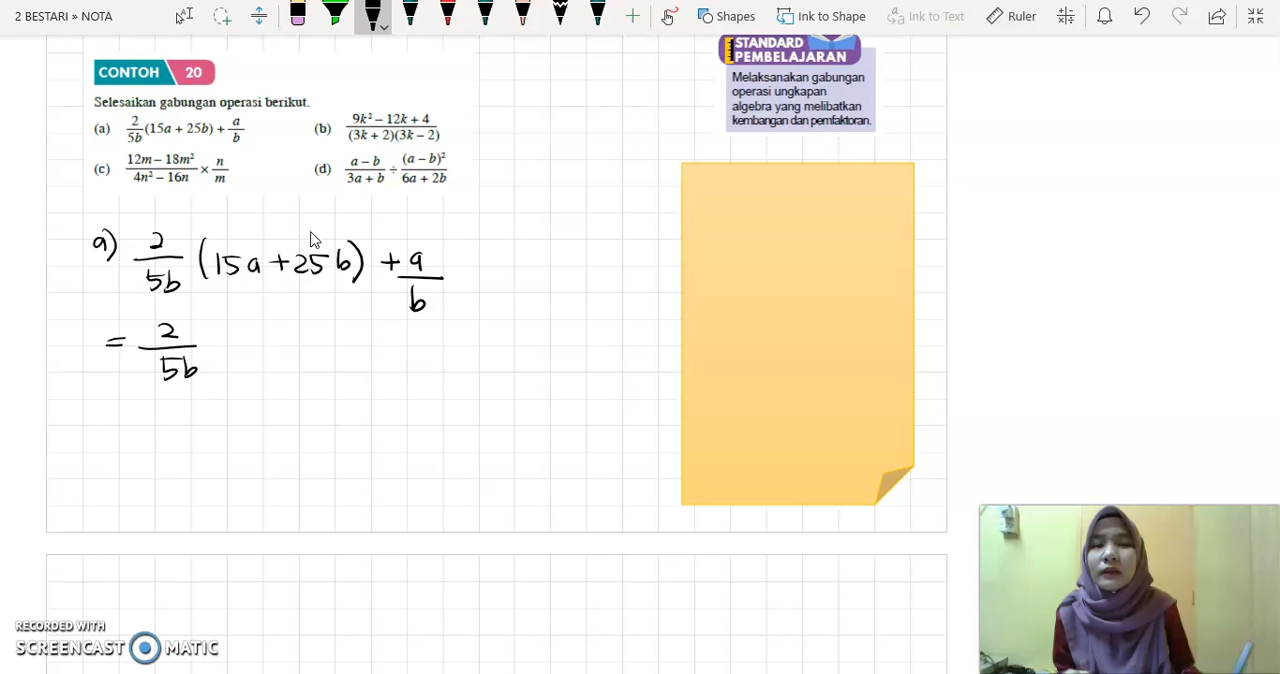 2 BESTARI » NOTA
Shapes
Ink to Shape
Ink to Text
Ruler
CONTOH 20
STANDARD
PEMBELAJARAN
Melaksanakan gabungan
operasi ungkapan
algebra yang melibatkan
kembangan dan pemfaktoran.
Selesaikan gabungan operasi berikut.
(a) 2/5b (15a + 25b) + a/b
(b) 9k² – 12k + 4 / (3k + 2)(3k – 2)
(c) 12m – 18m² / 4n² – 16n × n/m
(d) a – b / 3a + b ÷ (a – b)² / 6a + 2b
a) 2/5b (15a + 25b) + a/b
= 2/5b
RECORDED WITH
SCREENCAST MATIC